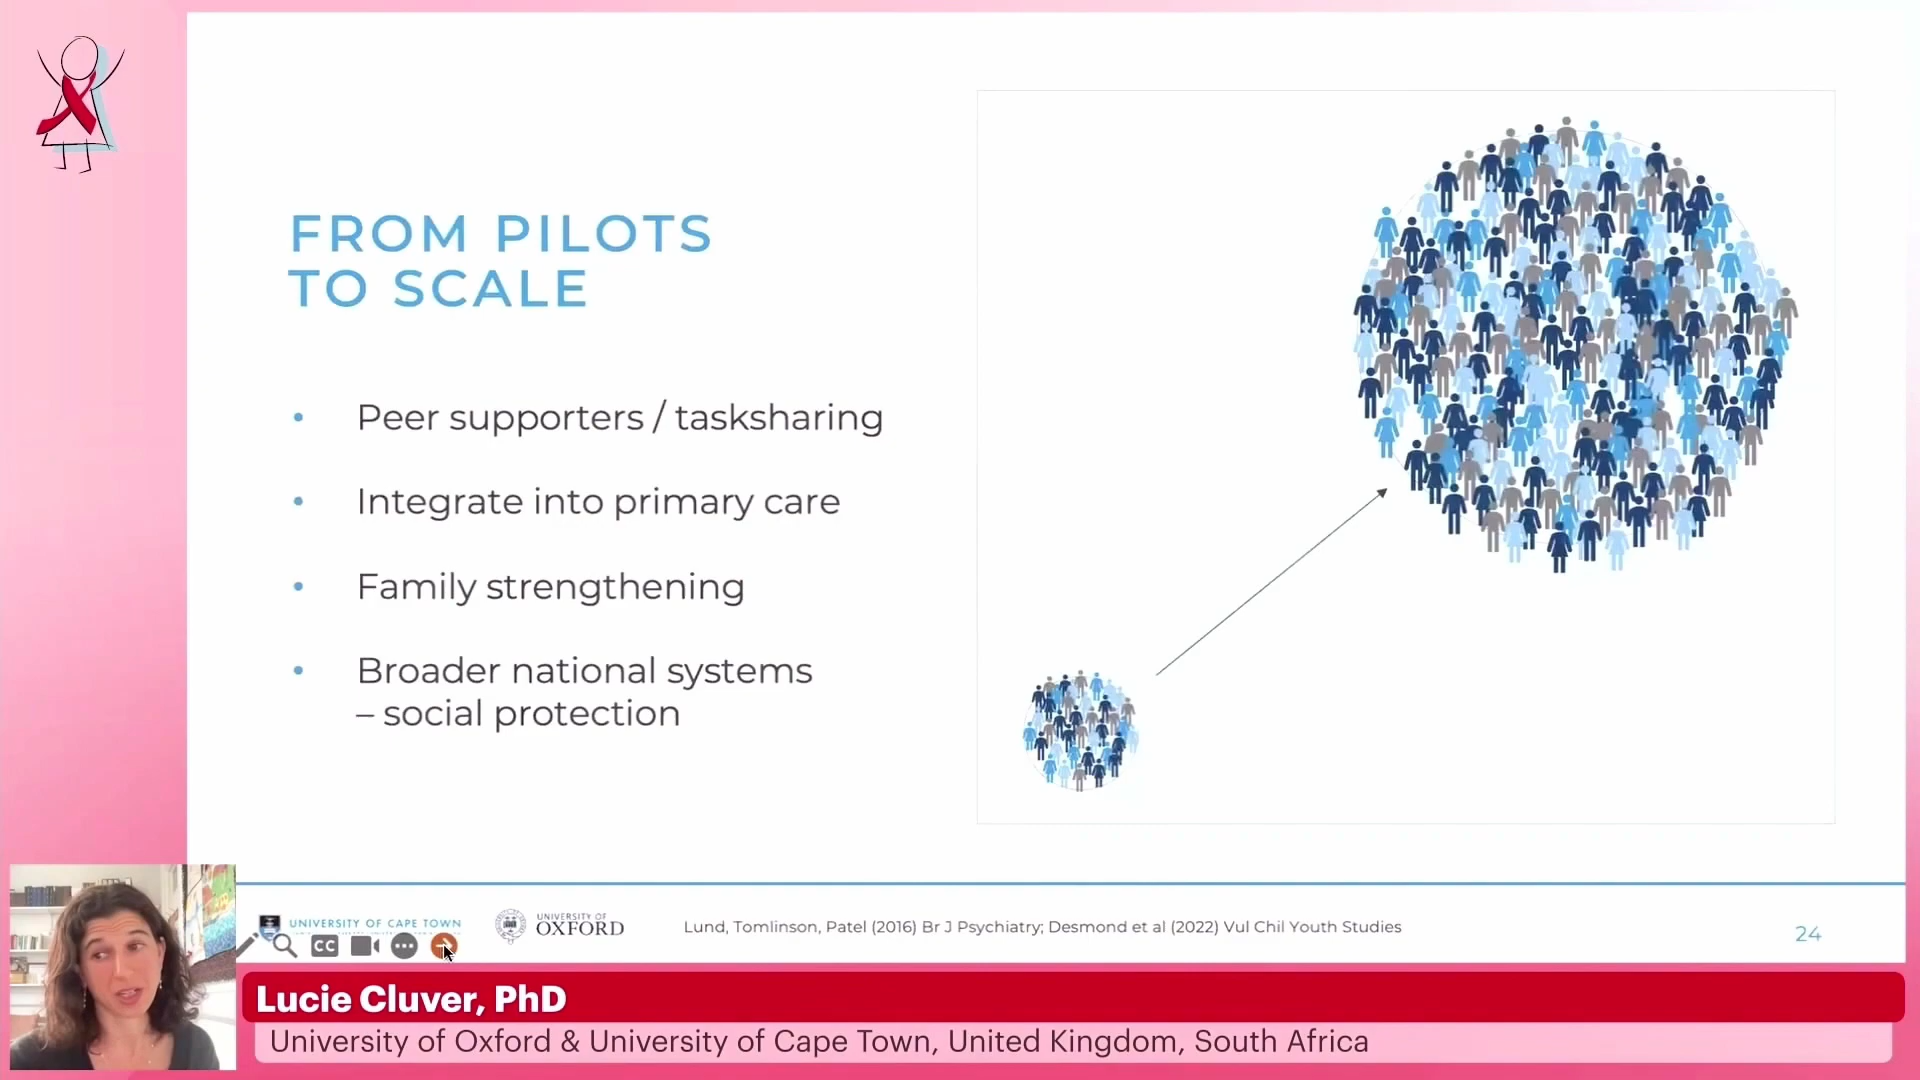 FROM PILOTS
TO SCALE
• Peer supporters / tasksharing
• Integrate into primary care
• Family strengthening
• Broader national systems
– social protection
UNIVERSITY OF CAPE TOWN
UNIVERSITY OF
OXFORD
Lund, Tomlinson, Patel (2016) Br J Psychiatry; Desmond et al (2022) Vul Chil Youth Studies
24
CC
Lucie Cluver, PhD
University of Oxford & University of Cape Town, United Kingdom, South Africa